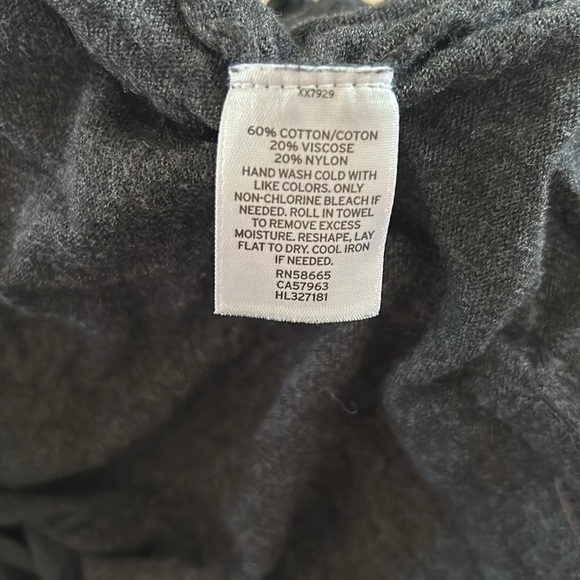 XX7929
60% COTTON/COTON
20% VISCOSE
20% NYLON
HAND WASH COLD WITH
LIKE COLORS. ONLY
NON-CHLORINE BLEACH IF
NEEDED. ROLL IN TOWEL
TO REMOVE EXCESS
MOISTURE. RESHAPE, LAY
FLAT TO DRY. COOL IRON
IF NEEDED.
RN58665
CA57963
HL327181